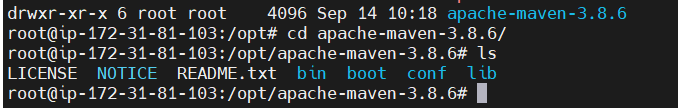 drwxr-xr-x 6 root root    4096 Sep 14 10:18 apache-maven-3.8.6
root@ip-172-31-81-103:/opt# cd apache-maven-3.8.6/
root@ip-172-31-81-103:/opt/apache-maven-3.8.6# ls
LICENSE  NOTICE  README.txt  bin  boot  conf  lib
root@ip-172-31-81-103:/opt/apache-maven-3.8.6#